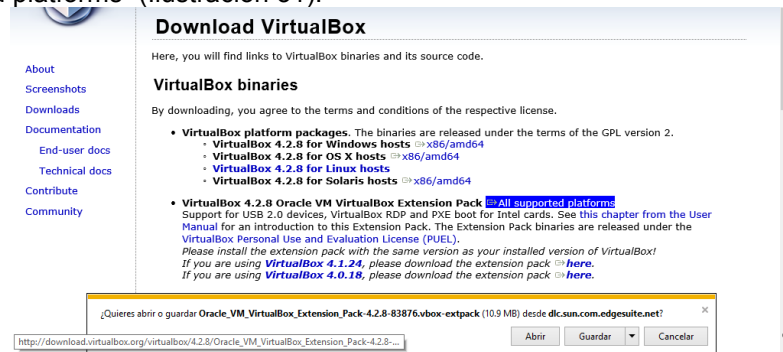 platforms" (Ilustración 64).
Download VirtualBox
Here, you will find links to VirtualBox binaries and its source code.
About
Screenshots
Downloads
Documentation
End-user docs
Technical docs
Contribute
Community
VirtualBox binaries
By downloading, you agree to the terms and conditions of the respective license.
• VirtualBox platform packages. The binaries are released under the terms of the GPL version 2.
◦ VirtualBox 4.2.8 for Windows hosts x86/amd64
◦ VirtualBox 4.2.8 for OS X hosts x86/amd64
◦ VirtualBox 4.2.8 for Linux hosts
◦ VirtualBox 4.2.8 for Solaris hosts x86/amd64
• VirtualBox 4.2.8 Oracle VM VirtualBox Extension Pack All supported platforms
Support for USB 2.0 devices, VirtualBox RDP and PXE boot for Intel cards. See this chapter from the User
Manual for an introduction to this Extension Pack. The Extension Pack binaries are released under the
VirtualBox Personal Use and Evaluation License (PUEL).
Please install the extension pack with the same version as your installed version of VirtualBox!
If you are using VirtualBox 4.1.24, please download the extension pack here.
If you are using VirtualBox 4.0.18, please download the extension pack here.
¿Quieres abrir o guardar Oracle_VM_VirtualBox_Extension_Pack-4.2.8-83876.vbox-extpack (10.9 MB) desde dlc.sun.com.edgesuite.net?
Abrir Guardar Cancelar
http://download.virtualbox.org/virtualbox/4.2.8/Oracle_VM_VirtualBox_Extension_Pack-4.2.8-...